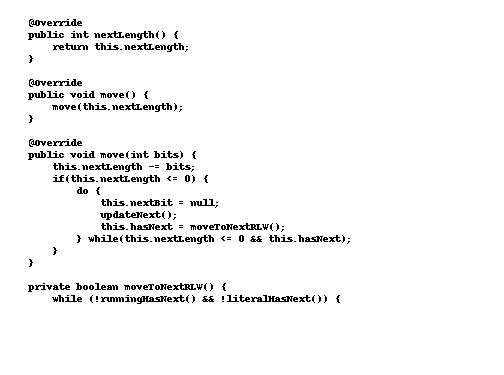 @Override
public int nextLength() {
    return this.nextLength;
}

@Override
public void move() {
    move(this.nextLength);
}

@Override
public void move(int bits) {
    this.nextLength -= bits;
    if(this.nextLength <= 0) {
        do {
            this.nextBit = null;
            updateNext();
            this.hasNext = moveToNextRLW();
        } while(this.nextLength <= 0 && this.hasNext);
    }
}

private boolean moveToNextRLW() {
    while (!runningHasNext() && !literalHasNext()) {